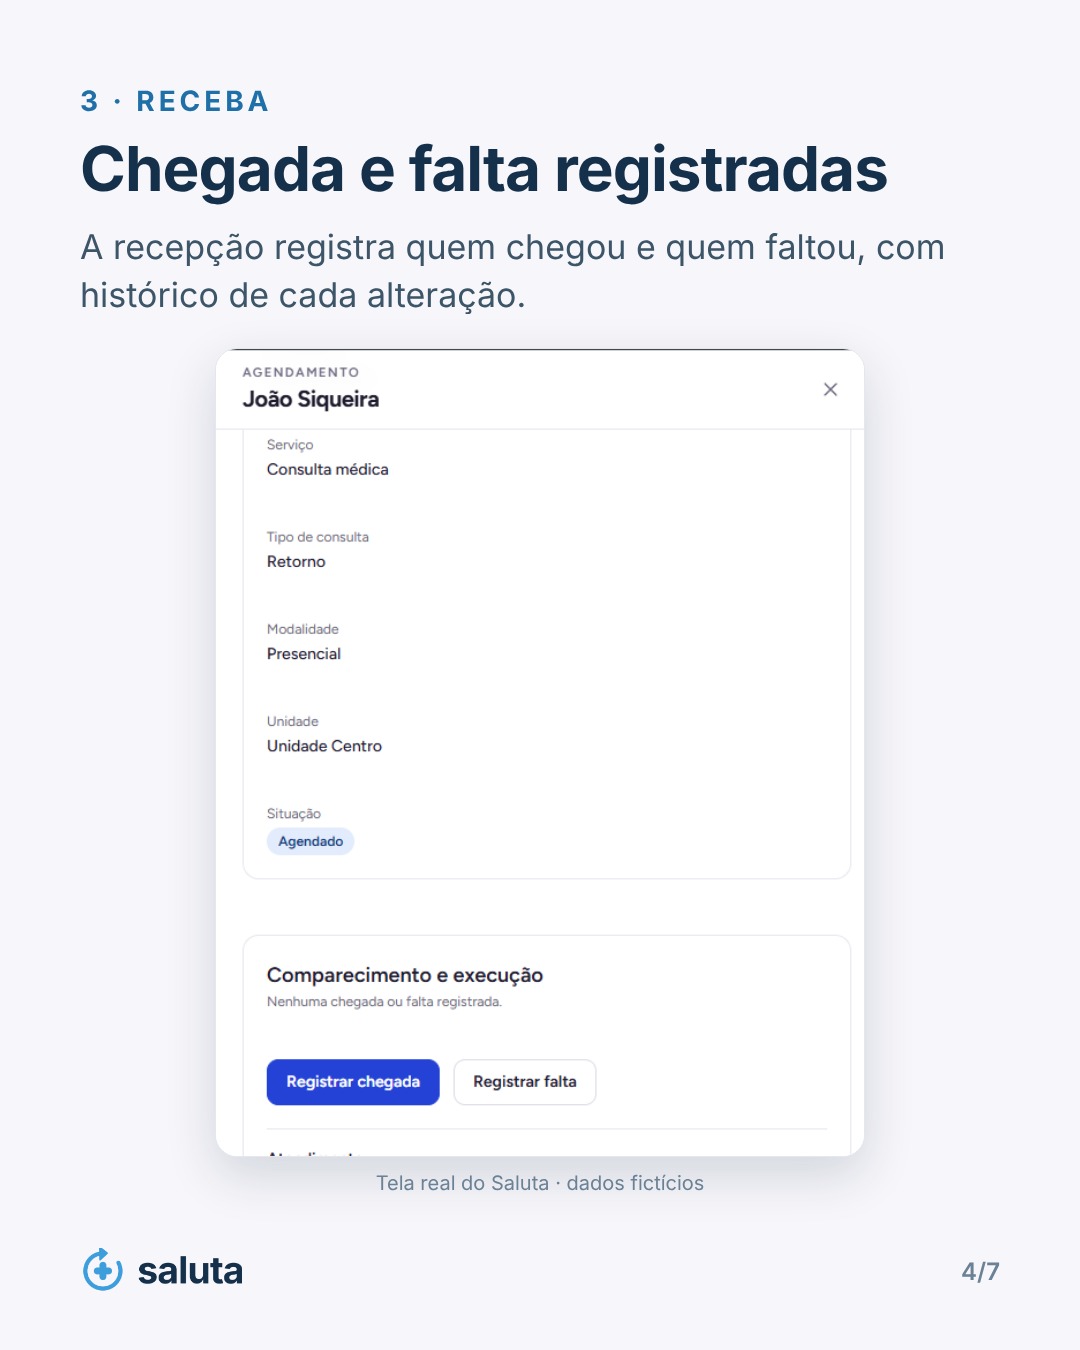 3 · RECEBA
Chegada e falta registradas
A recepção registra quem chegou e quem faltou, com
histórico de cada alteração.
AGENDAMENTO
João Siqueira
Serviço
Consulta médica
Tipo de consulta
Retorno
Modalidade
Presencial
Unidade
Unidade Centro
Situação
Agendado
Comparecimento e execução
Nenhuma chegada ou falta registrada.
Registrar chegada
Registrar falta
Tela real do Saluta · dados fictícios
saluta
4/7